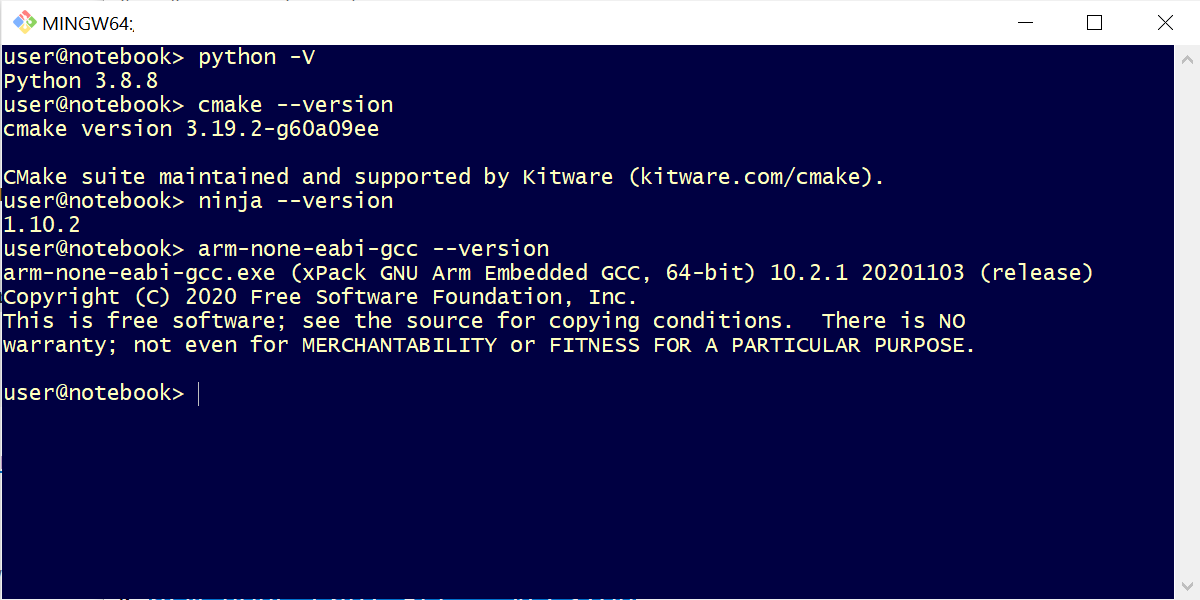 MINGW64:
user@notebook> python -V
Python 3.8.8
user@notebook> cmake --version
cmake version 3.19.2-g60a09ee
CMake suite maintained and supported by Kitware (kitware.com/cmake).
user@notebook> ninja --version
1.10.2
user@notebook> arm-none-eabi-gcc --version
arm-none-eabi-gcc.exe (xPack GNU Arm Embedded GCC, 64-bit) 10.2.1 20201103 (release)
Copyright (C) 2020 Free Software Foundation, Inc.
This is free software; see the source for copying conditions.  There is NO
warranty; not even for MERCHANTABILITY or FITNESS FOR A PARTICULAR PURPOSE.
user@notebook>